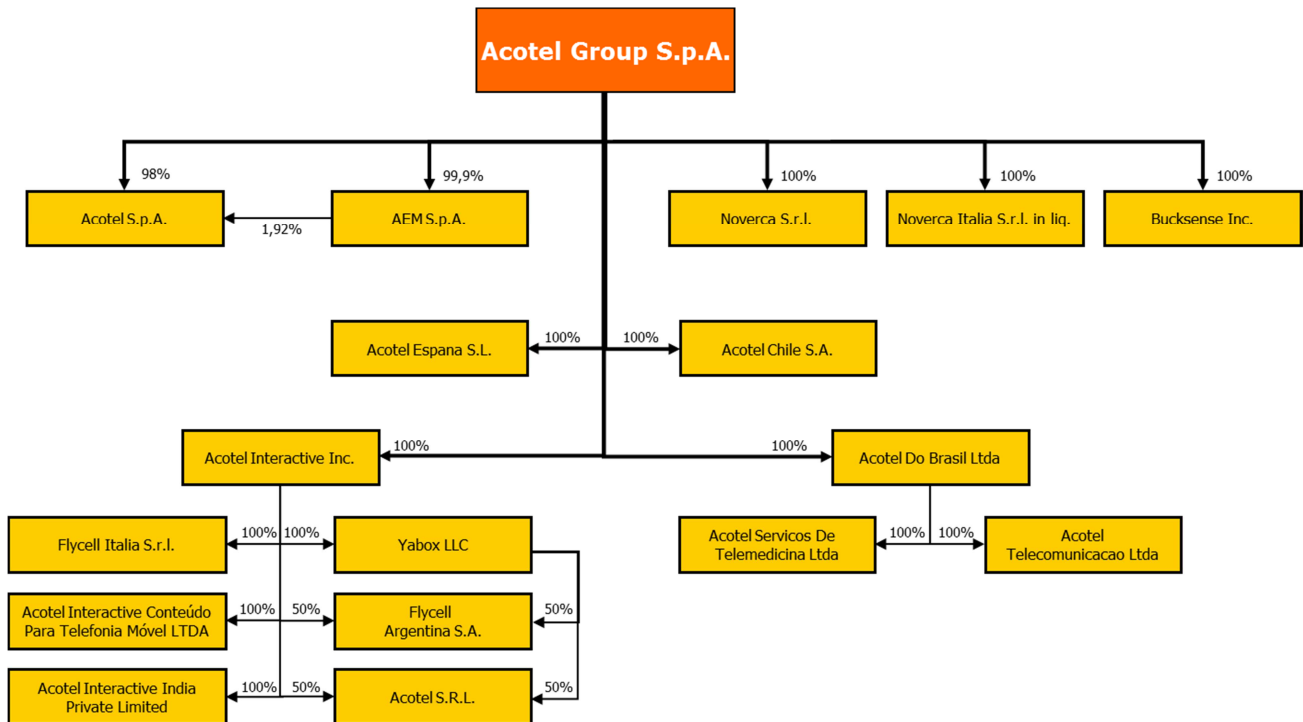 Acotel Group S.p.A.
98%
99,9%
100%
100%
100%
Acotel S.p.A.
AEM S.p.A.
Noverca S.r.l.
Noverca Italia S.r.l. in liq.
Bucksense Inc.
1,92%
100%
100%
Acotel Espana S.L.
Acotel Chile S.A.
100%
100%
Acotel Interactive Inc.
Acotel Do Brasil Ltda
100%
100%
100%
100%
Flycell Italia S.r.l.
Yabox LLC
Acotel Servicos De
Telemedicina Ltda
Acotel
Telecomunicacao Ltda
100%
50%
50%
Acotel Interactive Conteúdo
Para Telefonia Móvel LTDA
Flycell
Argentina S.A.
100%
50%
50%
Acotel Interactive India
Private Limited
Acotel S.R.L.